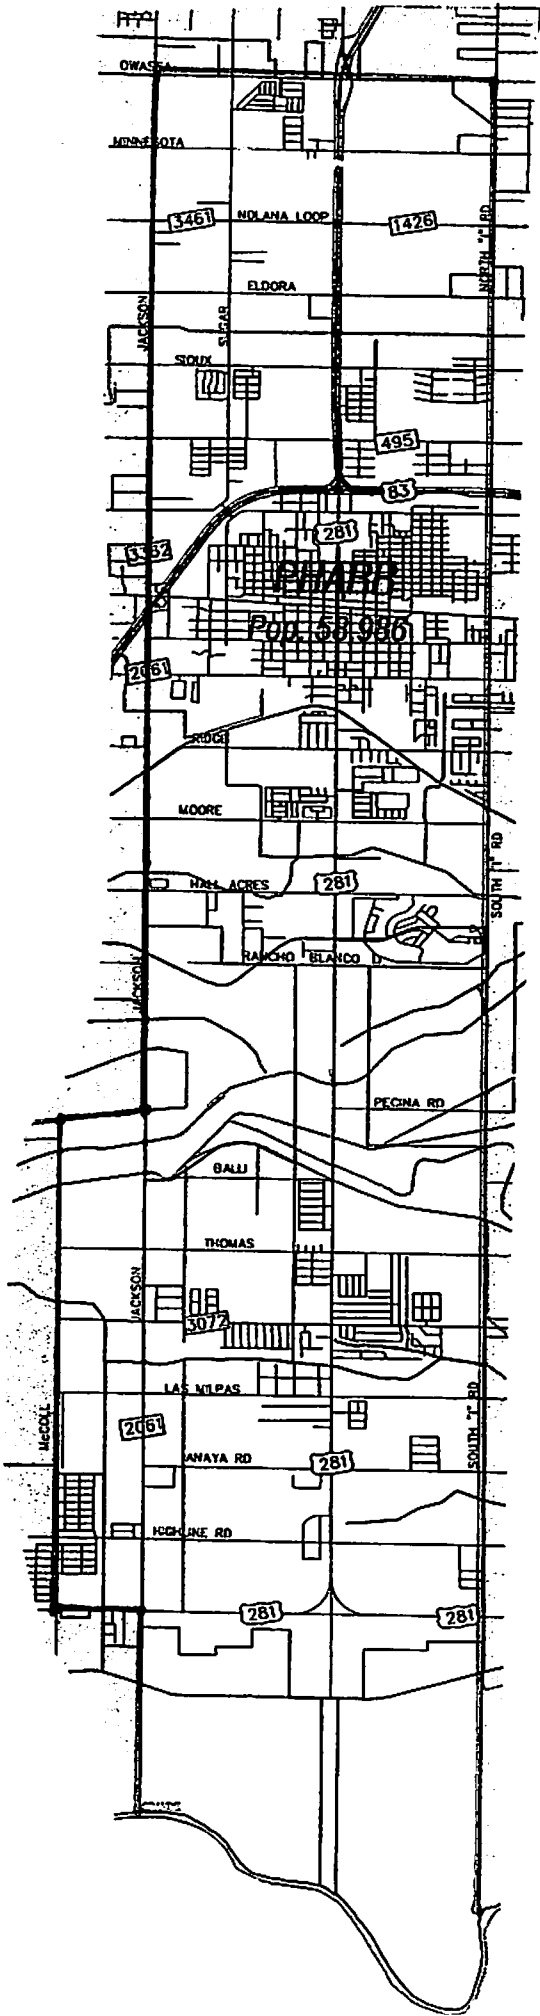 OWASSA
MINNESOTA
3461
NOLANA LOOP
1426
NORTH "I" RD
ELDORA
JACKSON
SUGAR
SIOUX
495
83
281
3362
PHARR
Pop. 58,986
2061
RIDGE
MOORE
SOUTH "I" RD
HALL ACRES
281
RANCHO BLANCO
JACKSON
PECINA RD
BALLI
THOMAS
JACKSON
3072
LAS MILPAS
SOUTH "I" RD
McCOLL
2061
ANAYA RD
281
HIGHLINE RD
281
281